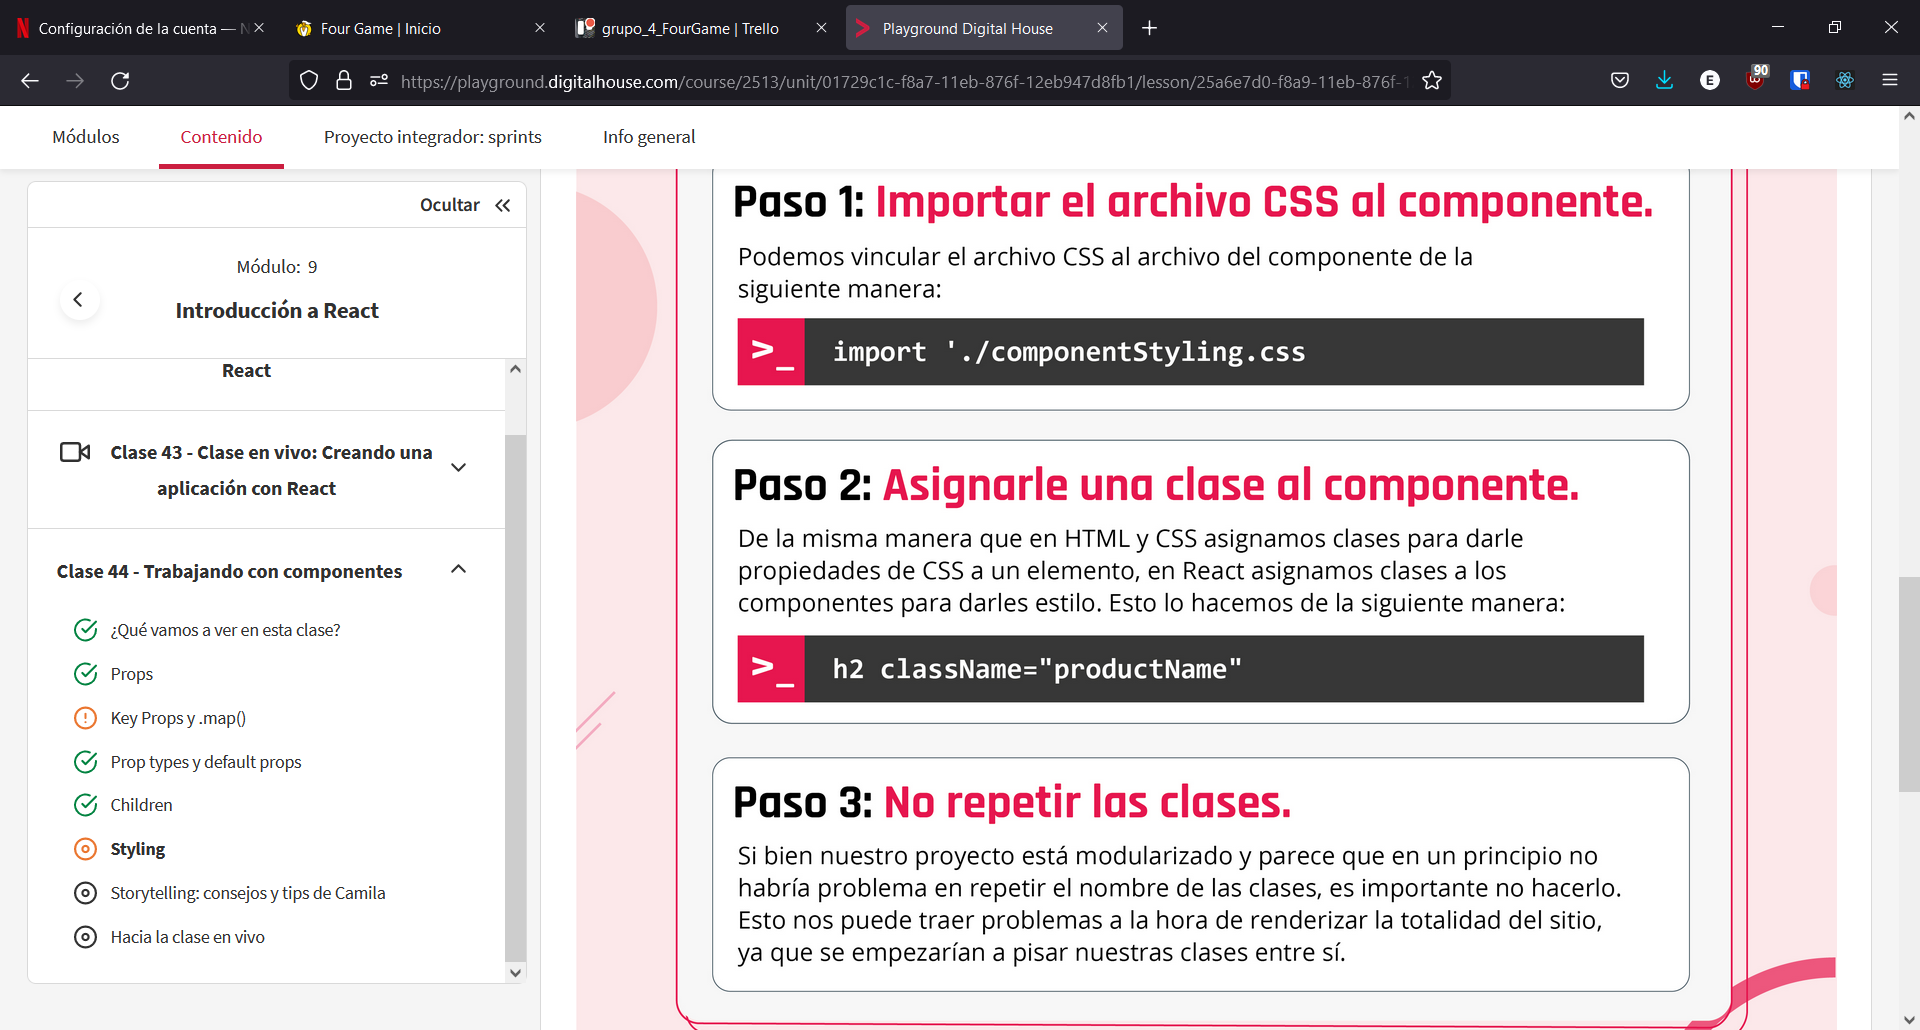 Configuración de la cuenta — N
Four Game | Inicio
grupo_4_FourGame | Trello
Playground Digital House
https://playground.digitalhouse.com/course/2513/unit/01729c1c-f8a7-11eb-876f-12eb947d8fb1/lesson/25a6e7d0-f8a9-11eb-876f-1
E
90
Módulos
Contenido
Proyecto integrador: sprints
Info general
Ocultar
Módulo: 9
Introducción a React
React
Clase 43 - Clase en vivo: Creando una
aplicación con React
Clase 44 - Trabajando con componentes
¿Qué vamos a ver en esta clase?
Props
Key Props y .map()
Prop types y default props
Children
Styling
Storytelling: consejos y tips de Camila
Hacia la clase en vivo
Paso 1: Importar el archivo CSS al componente.
Podemos vincular el archivo CSS al archivo del componente de la
siguiente manera:
>_ import './componentStyling.css
Paso 2: Asignarle una clase al componente.
De la misma manera que en HTML y CSS asignamos clases para darle
propiedades de CSS a un elemento, en React asignamos clases a los
componentes para darles estilo. Esto lo hacemos de la siguiente manera:
>_ h2 className="productName"
Paso 3: No repetir las clases.
Si bien nuestro proyecto está modularizado y parece que en un principio no
habría problema en repetir el nombre de las clases, es importante no hacerlo.
Esto nos puede traer problemas a la hora de renderizar la totalidad del sitio,
ya que se empezarían a pisar nuestras clases entre sí.